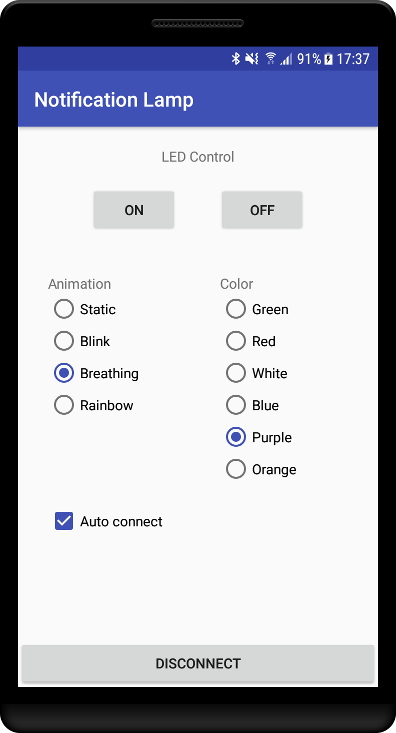 91% 17:37
Notification Lamp
LED Control
ON OFF
Animation Color
Static Green
Blink Red
Breathing White
Rainbow Blue
Purple
Orange
Auto connect
DISCONNECT